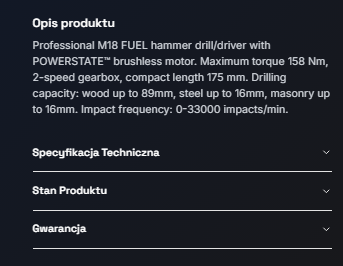 Opis produktu
Professional M18 FUEL hammer drill/driver with
POWERSTATE™ brushless motor. Maximum torque 158 Nm,
2-speed gearbox, compact length 175 mm. Drilling
capacity: wood up to 89mm, steel up to 16mm, masonry up
to 16mm. Impact frequency: 0-33000 impacts/min.
Specyfikacja Techniczna
Stan Produktu
Gwarancja